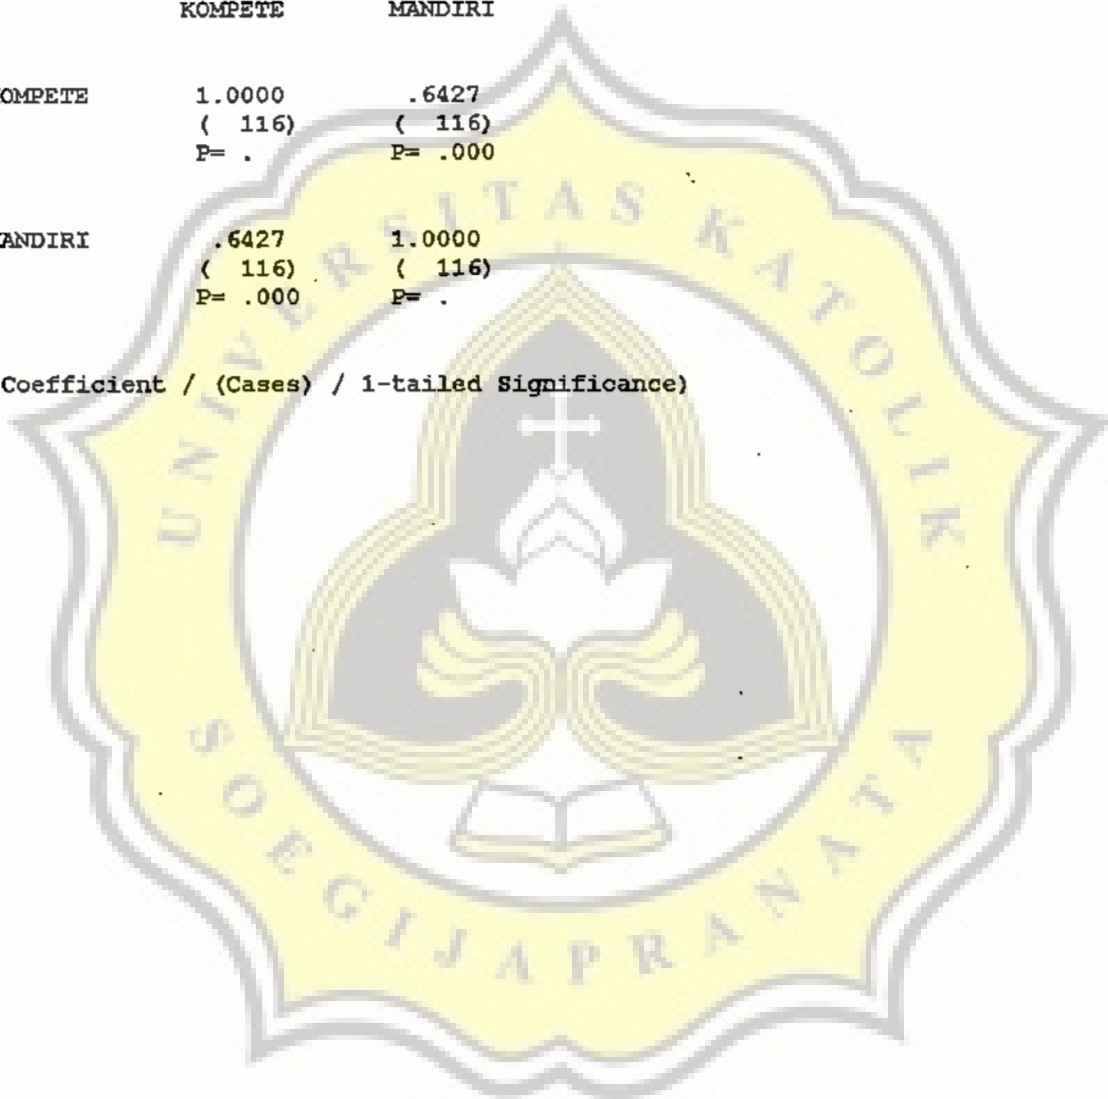 KOMPETE MANDIRI
OMPETE 1.0000 .6427
( 116) ( 116)
P= . P= .000
ANDIRI .6427 1.0000
( 116) ( 116)
P= .000 P= .
Coefficient / (Cases) / 1-tailed Significance)
UNIVERSITAS KATOLIK
SOEGIJAPRANATA